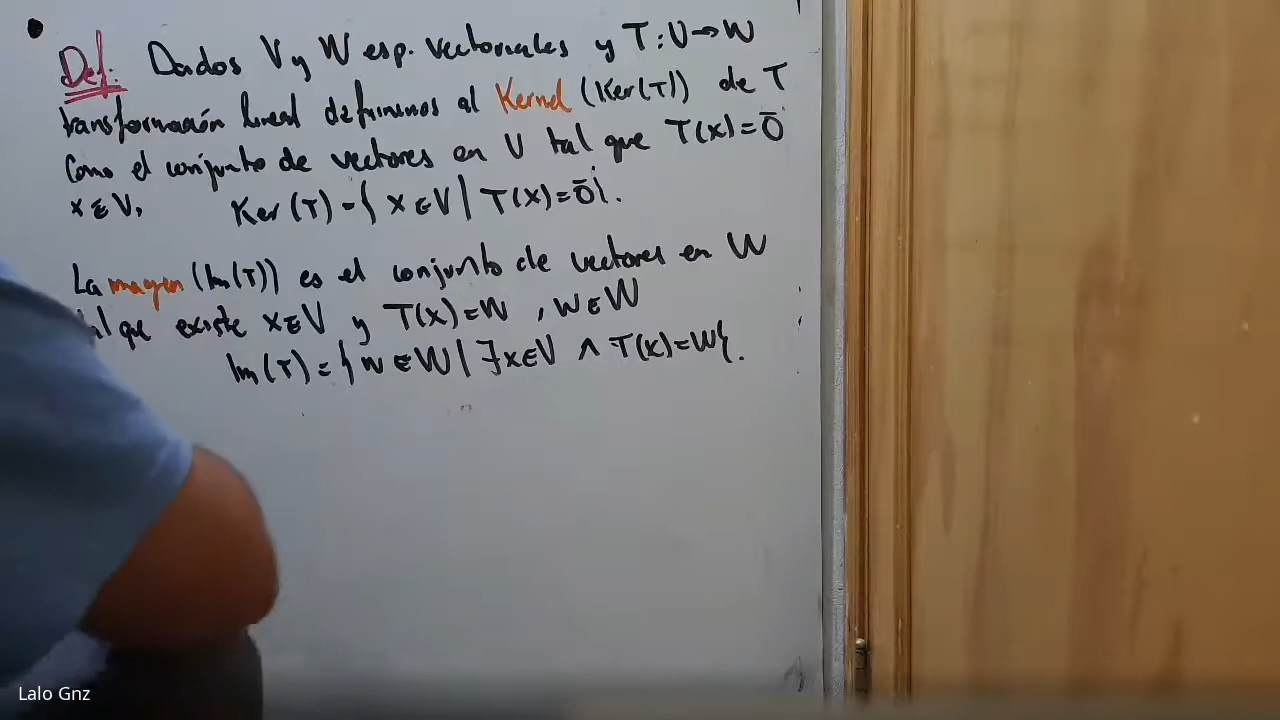 Def: Dados V y W esp. vectoriales y T: V→W
transformación lineal definimos al Kernel (Ker(T)) de T
Como el conjunto de vectores en V tal que T(x)=0̄
x∈V, Ker(T)={x∈V | T(x)=0̄}.
La imagen (Im(T)) es el conjunto de vectores en W
tal que existe x∈V y T(x)=w, w∈W
Im(T)={w∈W | ∃x∈V ∧ T(x)=w}.
Lalo Gnz